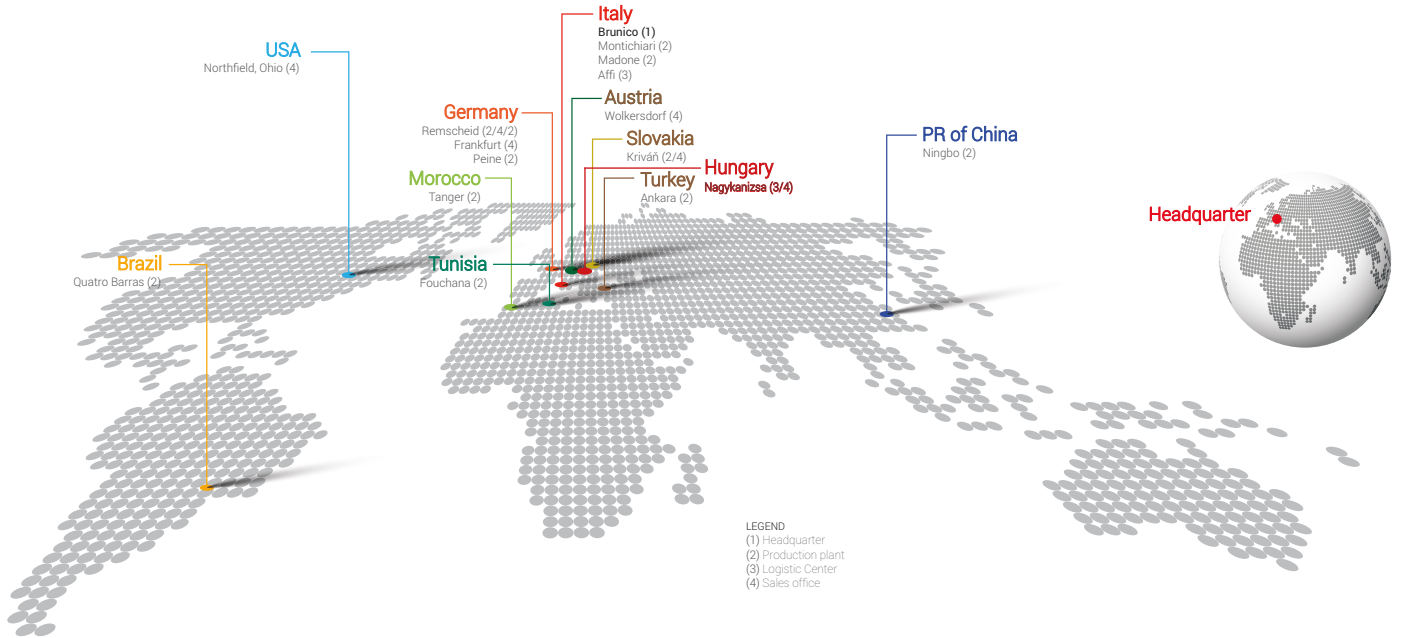 Italy
Brunico (1)
Montichiari (2)
Madone (2)
Affi (3)
USA
Northfield, Ohio (4)
Austria
Wolkersdorf (4)
Germany
Remscheid (2/4/2)
Frankfurt (4)
Peine (2)
Slovakia
Kriváň (2/4)
PR of China
Ningbo (2)
Hungary
Nagykanizsa (3/4)
Morocco
Tanger (2)
Turkey
Ankara (2)
Headquarter
Brazil
Quatro Barras (2)
Tunisia
Fouchana (2)
LEGEND
(1) Headquarter
(2) Production plant
(3) Logistic Center
(4) Sales office